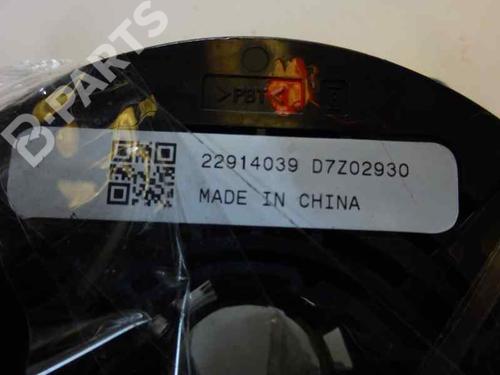 B-PARTS
>PBT<
22914039 D7Z02930
MADE IN CHINA